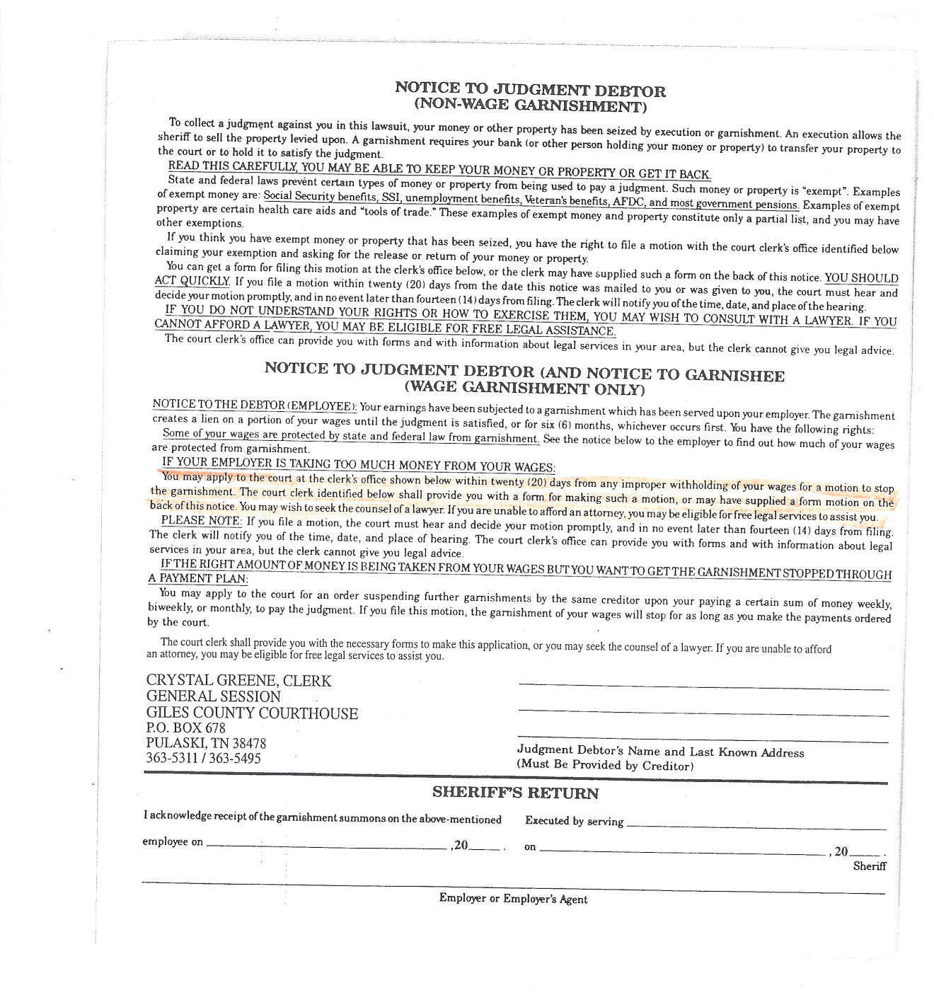 NOTICE TO JUDGMENT DEBTOR
(NON-WAGE GARNISHMENT)
To collect a judgment against you in this lawsuit, your money or other property has been seized by execution or garnishment. An execution allows the
sheriff to sell the property levied upon. A garnishment requires your bank (or other person holding your money or property) to transfer your property to
the court or to hold it to satisfy the judgment.
READ THIS CAREFULLY, YOU MAY BE ABLE TO KEEP YOUR MONEY OR PROPERTY OR GET IT BACK.
State and federal laws prevent certain types of money or property from being used to pay a judgment. Such money or property is “exempt”. Examples
of exempt money are: Social Security benefits, SSI, unemployment benefits, Veteran's benefits, AFDC, and most government pensions. Examples of exempt
property are certain health care aids and “tools of trade.” These examples of exempt money and property constitute only a partial list, and you may have
other exemptions.
If you think you have exempt money or property that has been seized, you have the right to file a motion with the court clerk's office identified below
claiming your exemption and asking for the release or return of your money or property.
You can get a form for filing this motion at the clerk's office below, or the clerk may have supplied such a form on the back of this notice. YOU SHOULD
ACT QUICKLY. If you file a motion within twenty (20) days from the date this notice was mailed to you or was given to you, the court must hear and
decide your motion promptly, and in no event later than fourteen (14) days from filing. The clerk will notify you of the time, date, and place of the hearing.
IF YOU DO NOT UNDERSTAND YOUR RIGHTS OR HOW TO EXERCISE THEM, YOU MAY WISH TO CONSULT WITH A LAWYER. IF YOU
CANNOT AFFORD A LAWYER, YOU MAY BE ELIGIBLE FOR FREE LEGAL ASSISTANCE.
The court clerk's office can provide you with forms and with information about legal services in your area, but the clerk cannot give you legal advice.
NOTICE TO JUDGMENT DEBTOR (AND NOTICE TO GARNISHEE
(WAGE GARNISHMENT ONLY)
NOTICE TO THE DEBTOR (EMPLOYEE): Your earnings have been subjected to a garnishment which has been served upon your employer. The garnishment
creates a lien on a portion of your wages until the judgment is satisfied, or for six (6) months, whichever occurs first. You have the following rights:
Some of your wages are protected by state and federal law from garnishment. See the notice below to the employer to find out how much of your wages
are protected from garnishment.
IF YOUR EMPLOYER IS TAKING TOO MUCH MONEY FROM YOUR WAGES:
You may apply to the court at the clerk's office shown below within twenty (20) days from any improper withholding of your wages for a motion to stop
the garnishment. The court clerk identified below shall provide you with a form for making such a motion, or may have supplied a form motion on the
back of this notice. You may wish to seek the counsel of a lawyer. If you are unable to afford an attorney, you may be eligible for free legal services to assist you.
PLEASE NOTE: If you file a motion, the court must hear and decide your motion promptly, and in no event later than fourteen (14) days from filing.
The clerk will notify you of the time, date, and place of hearing. The court clerk's office can provide you with forms and with information about legal
services in your area, but the clerk cannot give you legal advice.
IF THE RIGHT AMOUNT OF MONEY IS BEING TAKEN FROM YOUR WAGES BUT YOU WANT TO GET THE GARNISHMENT STOPPED THROUGH
A PAYMENT PLAN:
You may apply to the court for an order suspending further garnishments by the same creditor upon your paying a certain sum of money weekly,
biweekly, or monthly, to pay the judgment. If you file this motion, the garnishment of your wages will stop for as long as you make the payments ordered
by the court.
The court clerk shall provide you with the necessary forms to make this application, or you may seek the counsel of a lawyer. If you are unable to afford
an attorney, you may be eligible for free legal services to assist you.
CRYSTAL GREENE, CLERK
GENERAL SESSION
GILES COUNTY COURTHOUSE
P.O. BOX 678
PULASKI, TN 38478
363-5311 / 363-5495
Judgment Debtor's Name and Last Known Address
(Must Be Provided by Creditor)
SHERIFF'S RETURN
I acknowledge receipt of the garnishment summons on the above-mentioned
employee on ,20 .
Executed by serving
on , 20 .
Sheriff
Employer or Employer's Agent